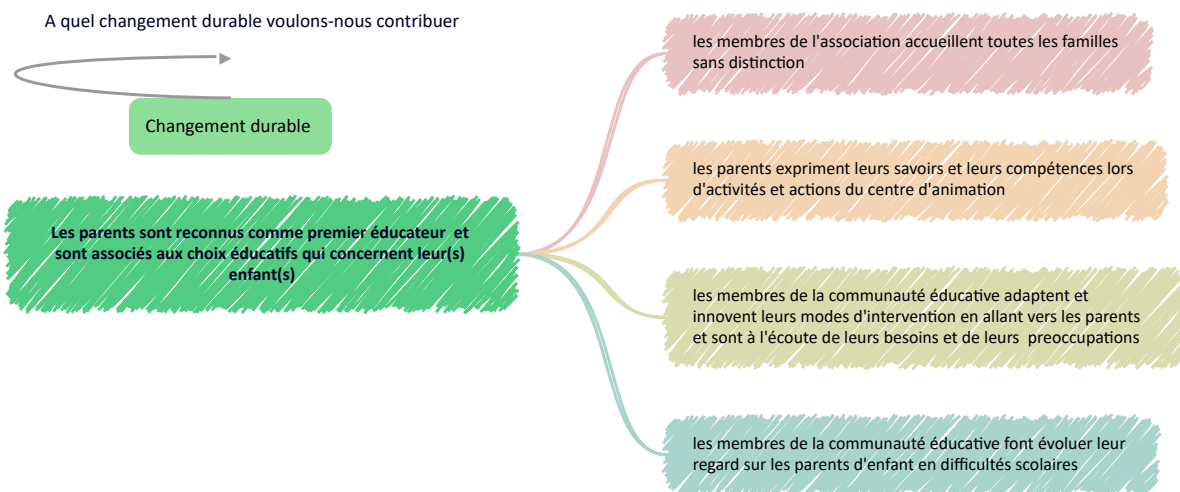 A quel changement durable voulons-nous contribuer
Changement durable
Les parents sont reconnus comme premier éducateur et
sont associés aux choix éducatifs qui concernent leur(s)
enfant(s)
les membres de l'association accueillent toutes les familles
sans distinction
les parents expriment leurs savoirs et leurs compétences lors
d'activités et actions du centre d'animation
les membres de la communauté éducative adaptent et
innovent leurs modes d'intervention en allant vers les parents
et sont à l'écoute de leurs besoins et de leurs preoccupations
les membres de la communauté éducative font évoluer leur
regard sur les parents d'enfant en difficultés scolaires